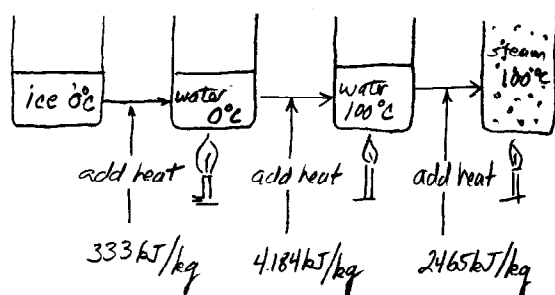 ice 0°C
water
0°C
water
100°C
steam
100°C
add heat
add heat
add heat
333 kJ/kg
4.184 kJ/kg
2465 kJ/kg